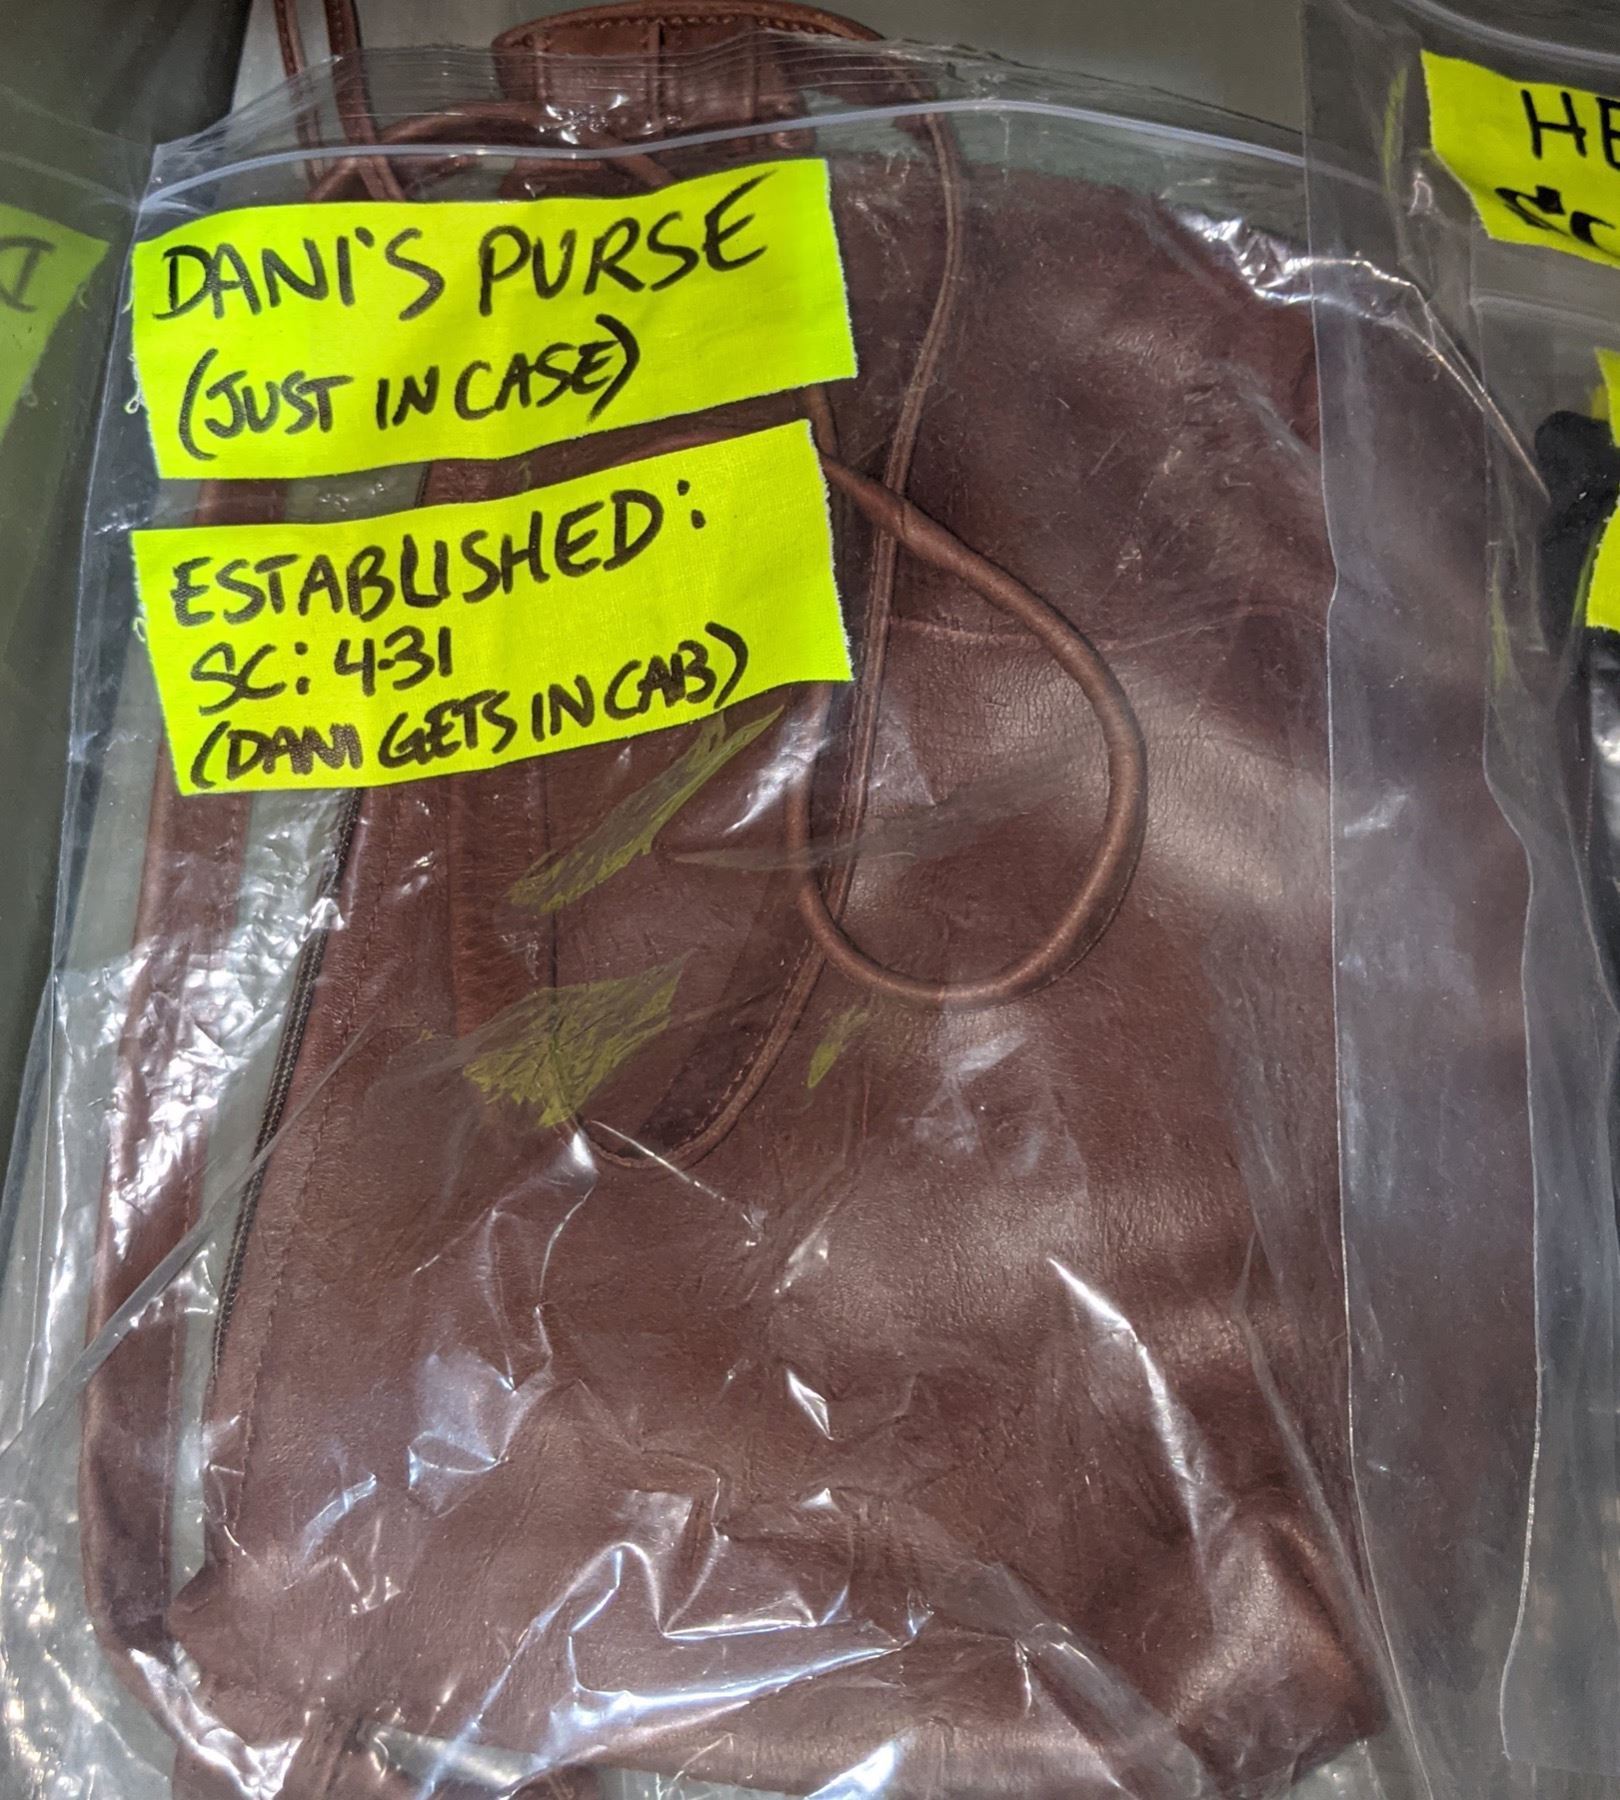 DANI'S PURSE
(JUST IN CASE)
ESTABLISHED:
SC: 4-31
(DANI GETS IN CAB)